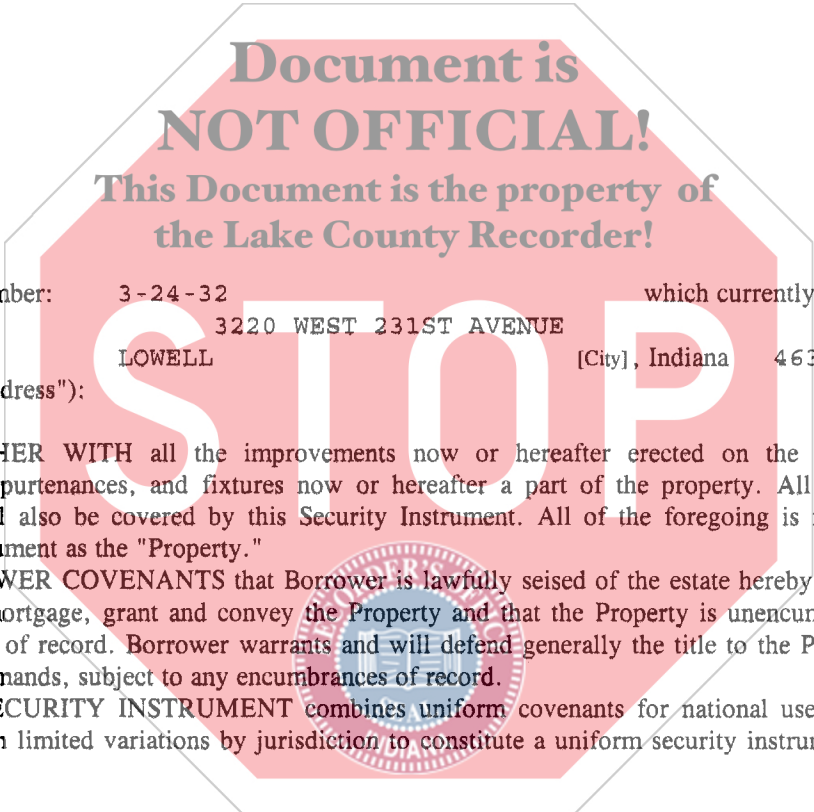 Document is
NOT OFFICIAL!
This Document is the property of
the Lake County Recorder!
nber: 3-24-32 which currently
3220 WEST 231ST AVENUE
LOWELL [City], Indiana 463
dress"):
STOP
HER WITH all the improvements now or hereafter erected on the
purtenances, and fixtures now or hereafter a part of the property. All
l also be covered by this Security Instrument. All of the foregoing is
ument as the "Property."
WER COVENANTS that Borrower is lawfully seised of the estate hereby
ortgage, grant and convey the Property and that the Property is unencun
of record. Borrower warrants and will defend generally the title to the P
mands, subject to any encumbrances of record.
ECURITY INSTRUMENT combines uniform covenants for national use
limited variations by jurisdiction to constitute a uniform security instru
RECORDER'S OFFICE
SEAL
INDIANA